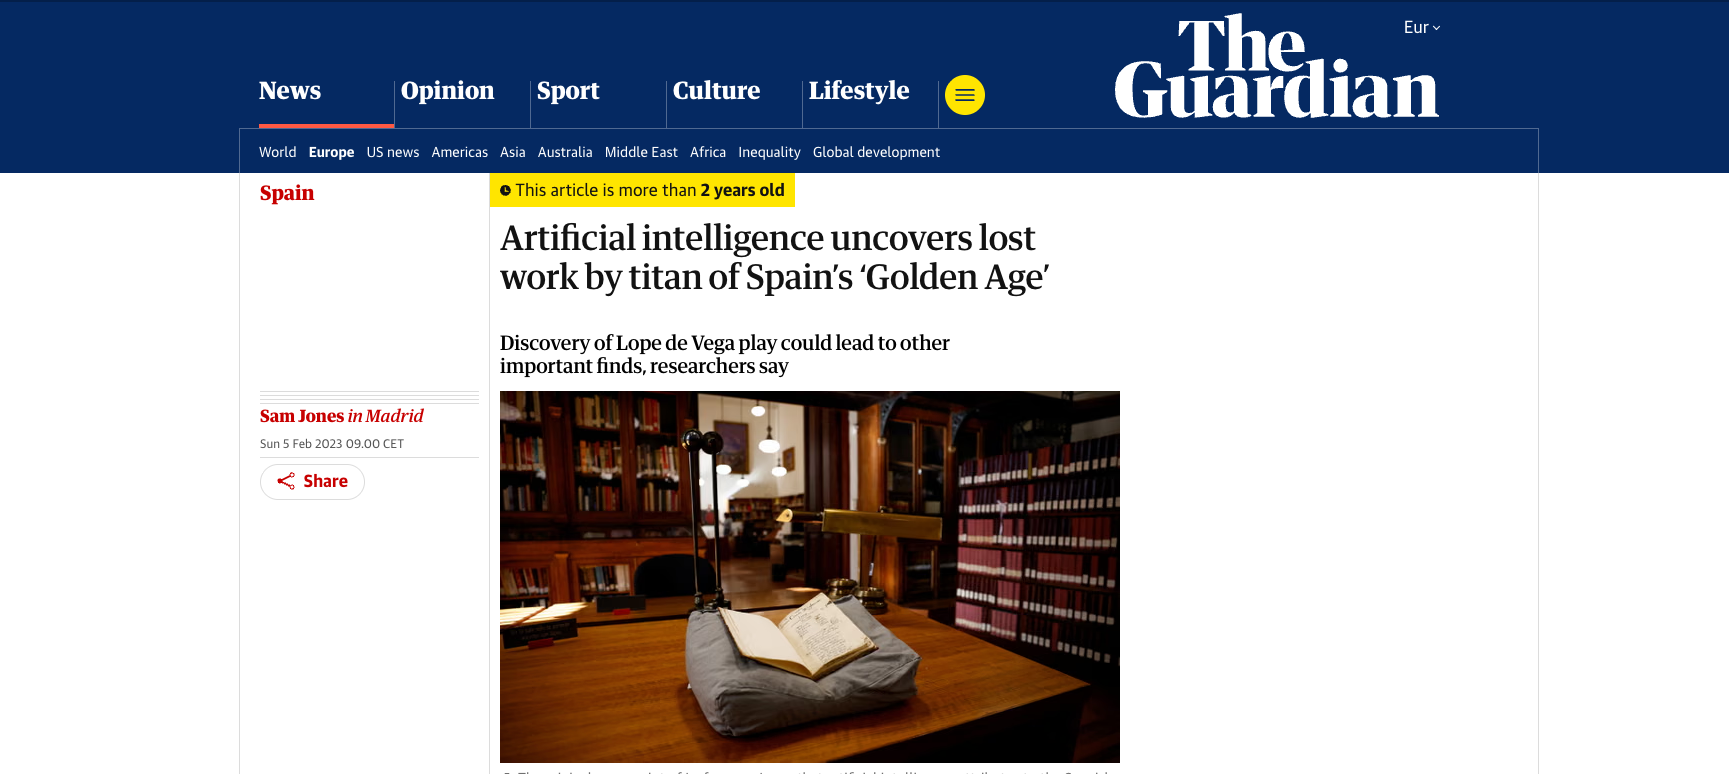 The
Guardian
Eur
News Opinion Sport Culture Lifestyle
World Europe US news Americas Asia Australia Middle East Africa Inequality Global development
Spain
This article is more than 2 years old
Artificial intelligence uncovers lost
work by titan of Spain’s ‘Golden Age’
Discovery of Lope de Vega play could lead to other
important finds, researchers say
Sam Jones in Madrid
Sun 5 Feb 2023 09.00 CET
Share